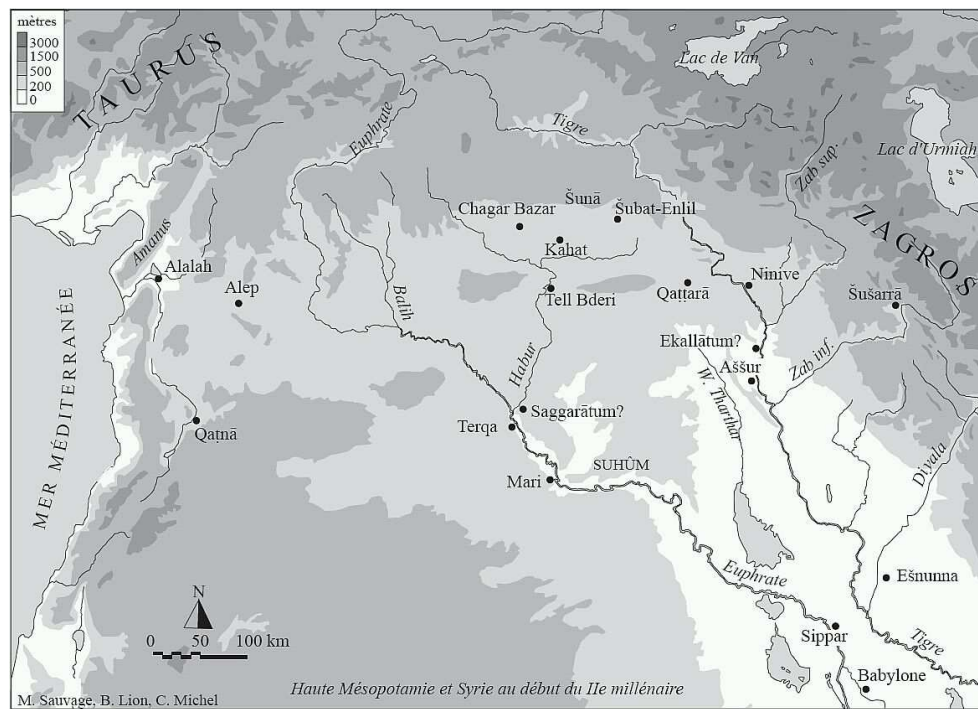 mètres
3000
1500
500
200
0
TAURUS
Lac de Van
Euphrate
Tigre
Lac d'Urmiah
Zab sup.
ZAGROS
Šunā
Chagar Bazar
Šubat-Enlil
Kahat
Amamus
Alalah
Alep
Balih
Tell Bderi
Qaṭṭarā
Ninive
Šušarrā
Ekallātum?
Aššur
Zab inf.
Habur
W. Tharthar
MER MÉDITERRANÉE
Qaṭnā
Saggarātum?
Terqa
Mari
SUHÛM
Diyala
Euphrate
Ešnunna
N
0 50 100 km
Sippar
Tigre
Babylone
Haute Mésopotamie et Syrie au début du IIe millénaire
M. Sauvage, B. Lion, C. Michel